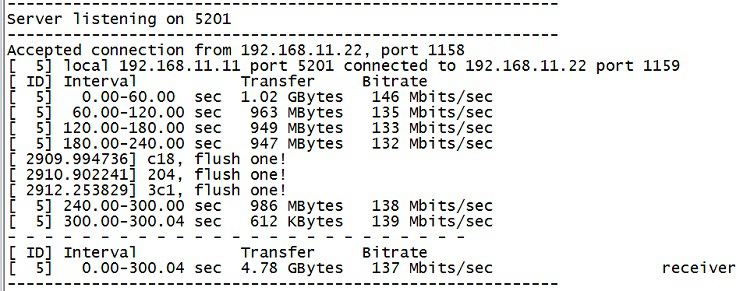 -----------------------------------------------------------
Server listening on 5201
-----------------------------------------------------------
Accepted connection from 192.168.11.22, port 1158
[  5] local 192.168.11.11 port 5201 connected to 192.168.11.22 port 1159
[ ID] Interval           Transfer     Bitrate
[  5]   0.00-60.00  sec  1.02 GBytes   146 Mbits/sec
[  5]  60.00-120.00 sec   963 MBytes   135 Mbits/sec
[  5] 120.00-180.00 sec   949 MBytes   133 Mbits/sec
[  5] 180.00-240.00 sec   947 MBytes   132 Mbits/sec
[ 2909.994736] c18, flush one!
[ 2910.902241] 204, flush one!
[ 2912.253829] 3c1, flush one!
[  5] 240.00-300.00 sec   986 MBytes   138 Mbits/sec
[  5] 300.00-300.04 sec   612 KBytes   139 Mbits/sec
- - - - - - - - - - - - - - - - - - - - - - - - -
[ ID] Interval           Transfer     Bitrate
[  5]   0.00-300.04 sec  4.78 GBytes   137 Mbits/sec                  receiver
-----------------------------------------------------------